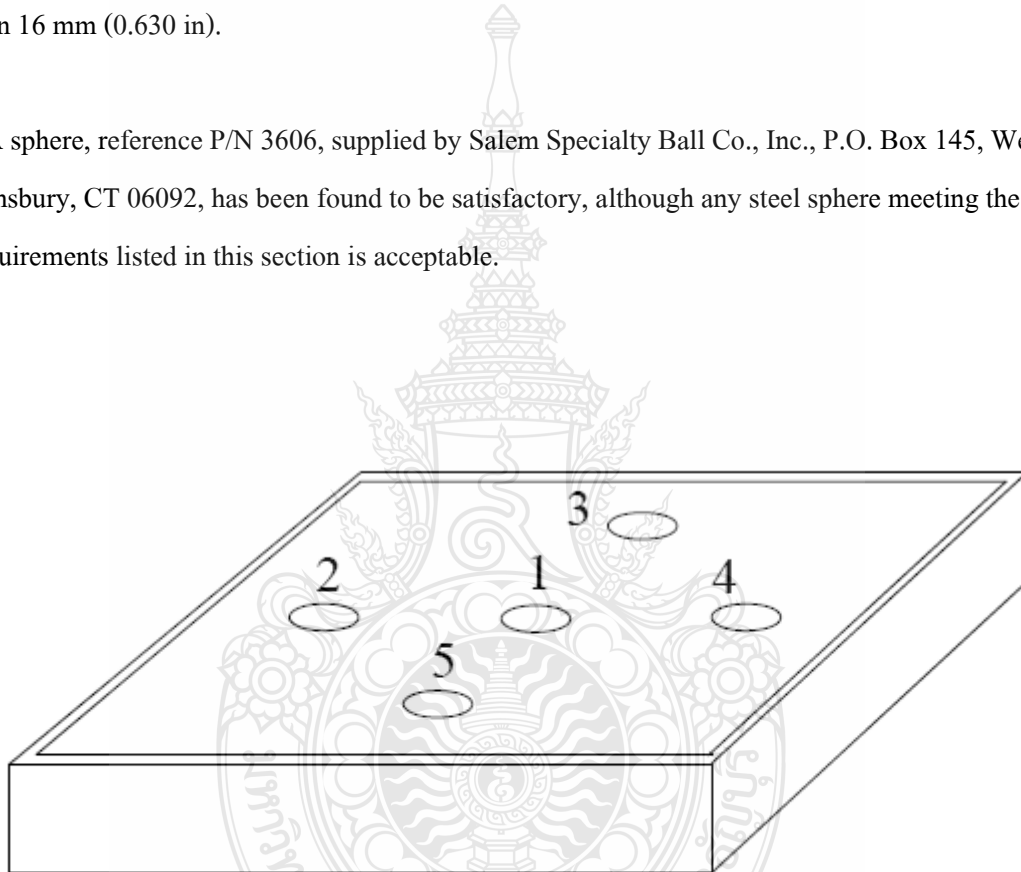 n 16 mm (0.630 in).
sphere, reference P/N 3606, supplied by Salem Specialty Ball Co., Inc., P.O. Box 145, We
nsbury, CT 06092, has been found to be satisfactory, although any steel sphere meeting the
uirements listed in this section is acceptable.
3
2 1 4
5